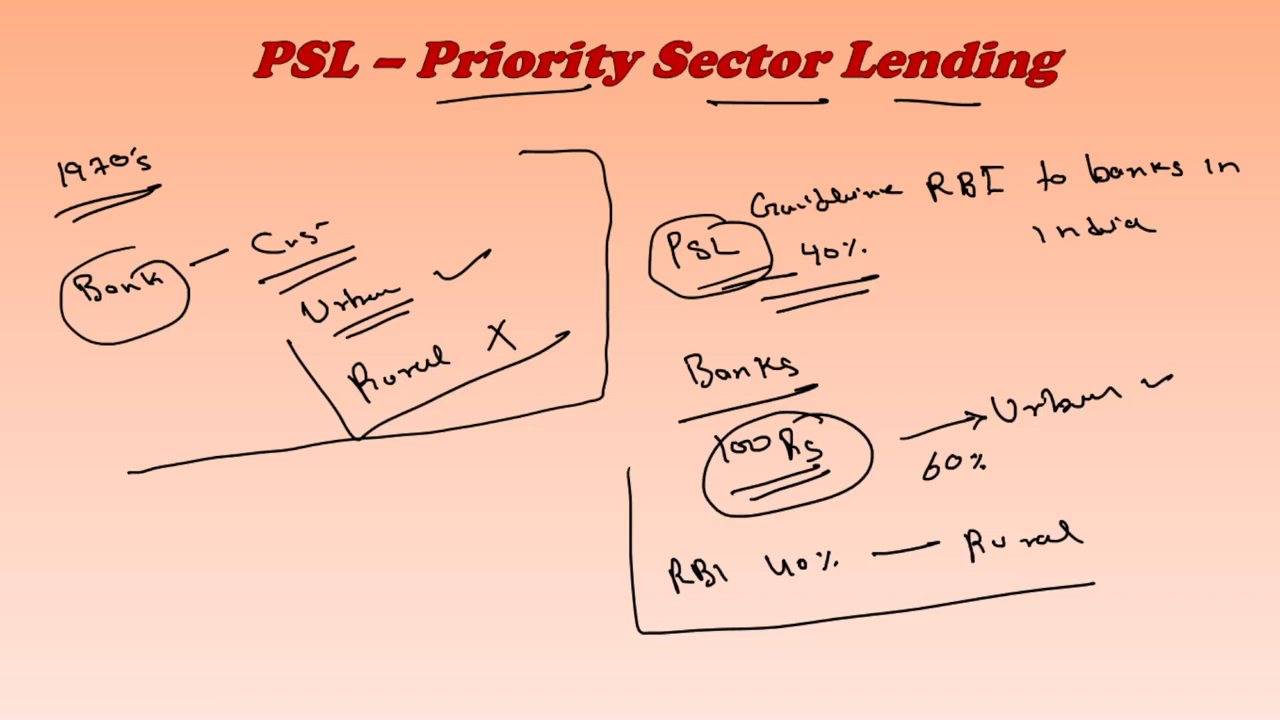 PSL – Priority Sector Lending
1970's
Bank — Cus
Urban ✓
Rural X
Guideline RBI to banks in
India
PSL 40%
Banks
100 Rs → Urban ✓
60%
RBI 40% — Rural